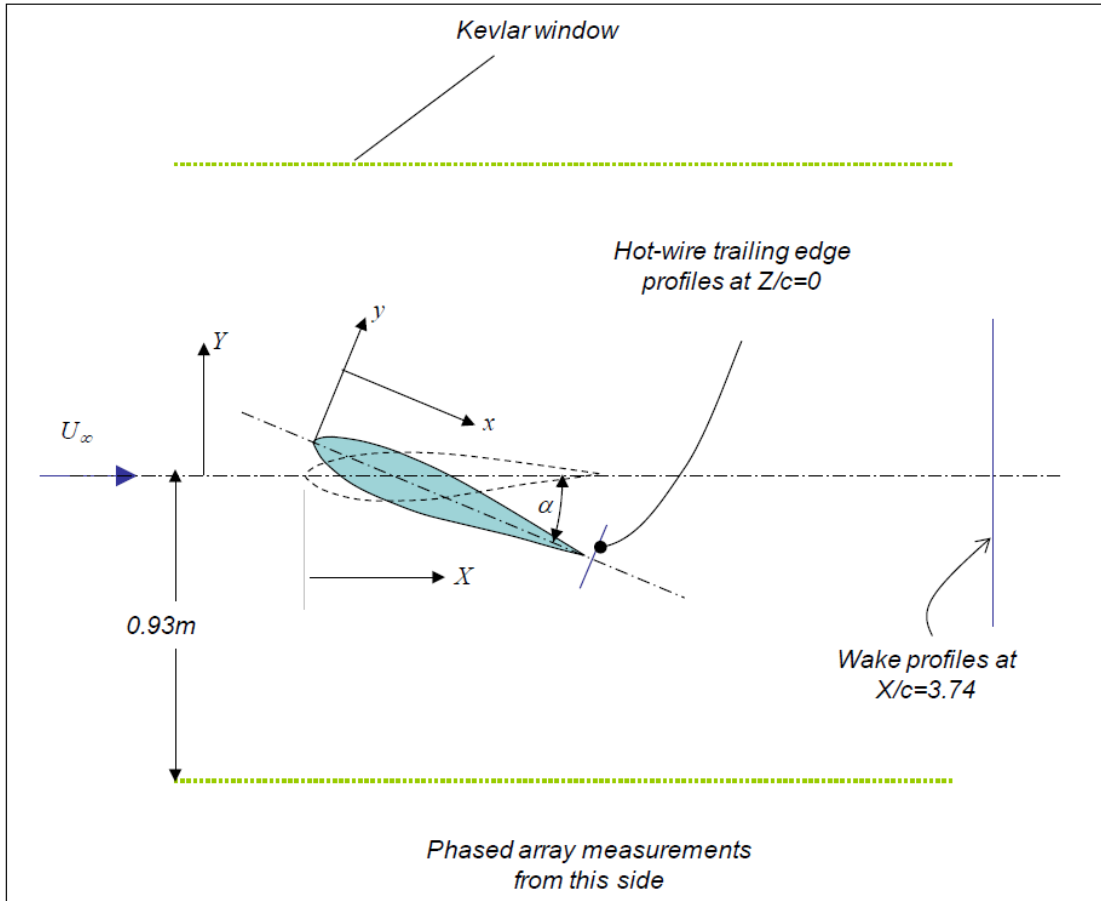 Kevlar window
Hot-wire trailing edge
profiles at Z/c=0
y
Y
x
U∞
α
X
0.93m
Wake profiles at
X/c=3.74
Phased array measurements
from this side